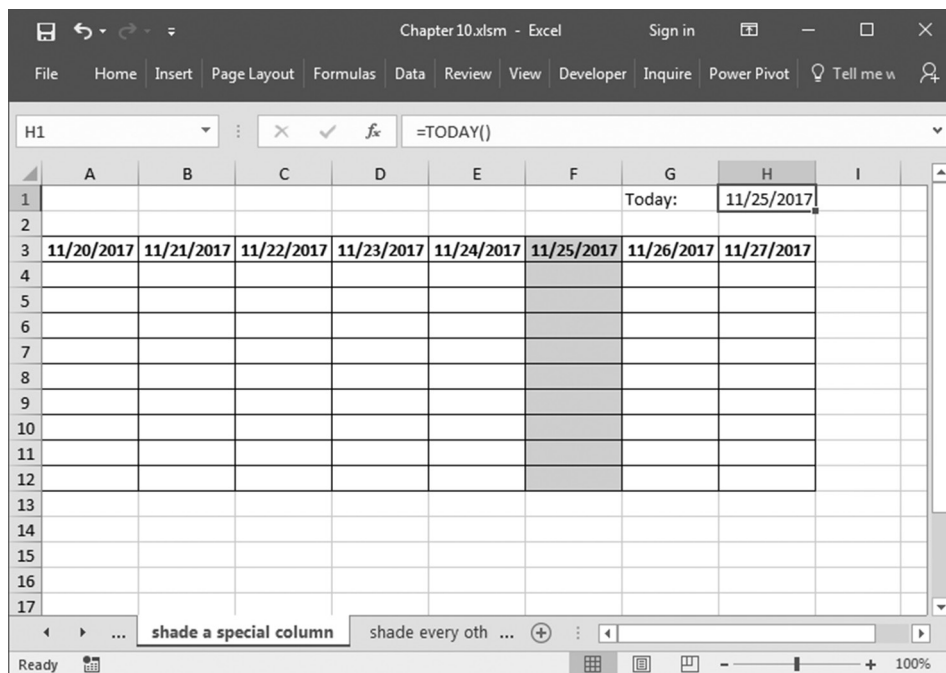 Chapter 10.xlsm - Excel Sign in
File Home Insert Page Layout Formulas Data Review View Developer Inquire Power Pivot Tell me w
H1 fx =TODAY()
A B C D E F G H I
1 Today: 11/25/2017
2
3 11/20/2017 11/21/2017 11/22/2017 11/23/2017 11/24/2017 11/25/2017 11/26/2017 11/27/2017
4
5
6
7
8
9
10
11
12
13
14
15
16
17
... shade a special column shade every oth ...
Ready 100%